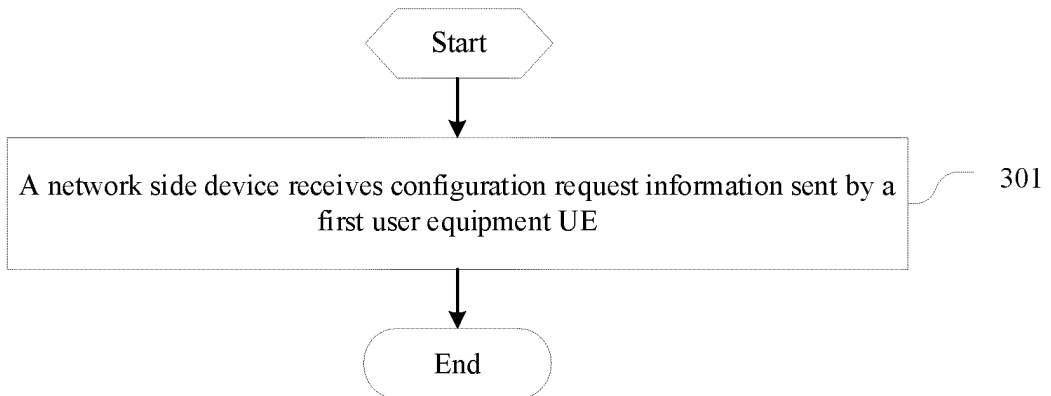 Start
A network side device receives configuration request information sent by a
first user equipment UE
301
End